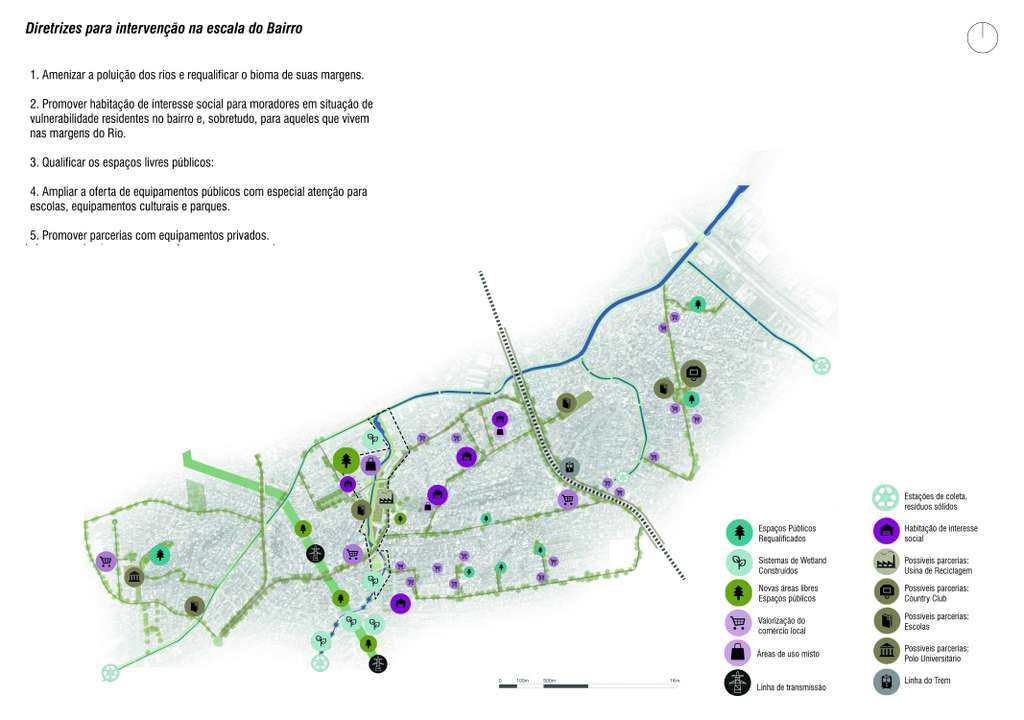 Diretrizes para intervenção na escala do Bairro
1. Amenizar a poluição dos rios e requalificar o bioma de suas margens.
2. Promover habitação de interesse social para moradores em situação de
vulnerabilidade residentes no bairro e, sobretudo, para aqueles que vivem
nas margens do Rio.
3. Qualificar os espaços livres públicos:
4. Ampliar a oferta de equipamentos públicos com especial atenção para
escolas, equipamentos culturais e parques.
5. Promover parcerias com equipamentos privados.
Espaços Públicos
Requalificados
Sistemas de Wetland
Construídos
Novas áreas libres
Espaços públicos
Valorização do
comércio local
Áreas de uso misto
Linha de transmissão
Estações de coleta,
resíduos sólidos
Habitação de interesse
social
Possíveis parcerias:
Usina de Reciclagem
Possíveis parcerias:
Country Club
Possíveis parcerias:
Escolas
Possíveis parcerias:
Polo Universitário
Linha do Trem
0 100m 500m 1Km